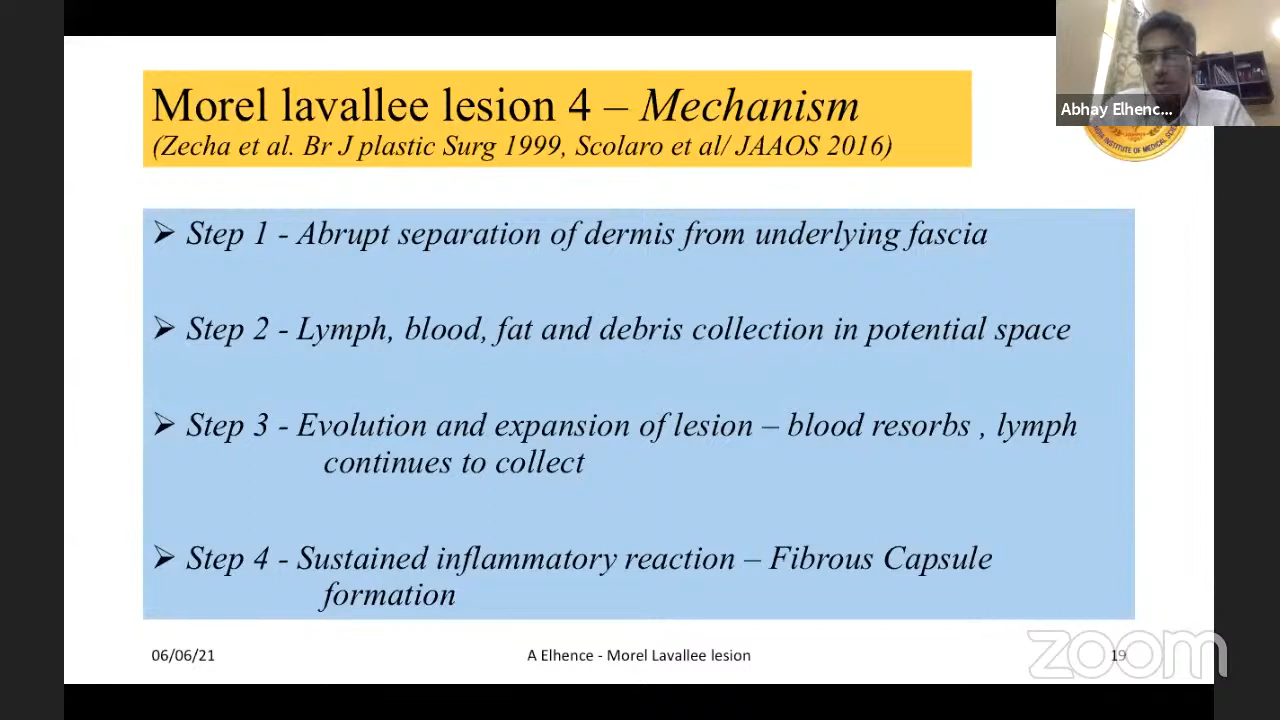 Morel lavallee lesion 4 – Mechanism
(Zecha et al. Br J plastic Surg 1999, Scolaro et al/ JAAOS 2016)
Abhay Elhenc...
INSTITUTE OF MEDICAL
➢ Step 1 - Abrupt separation of dermis from underlying fascia
➢ Step 2 - Lymph, blood, fat and debris collection in potential space
➢ Step 3 - Evolution and expansion of lesion – blood resorbs , lymph
continues to collect
➢ Step 4 - Sustained inflammatory reaction – Fibrous Capsule
formation
06/06/21
A Elhence - Morel Lavallee lesion
19
zoom